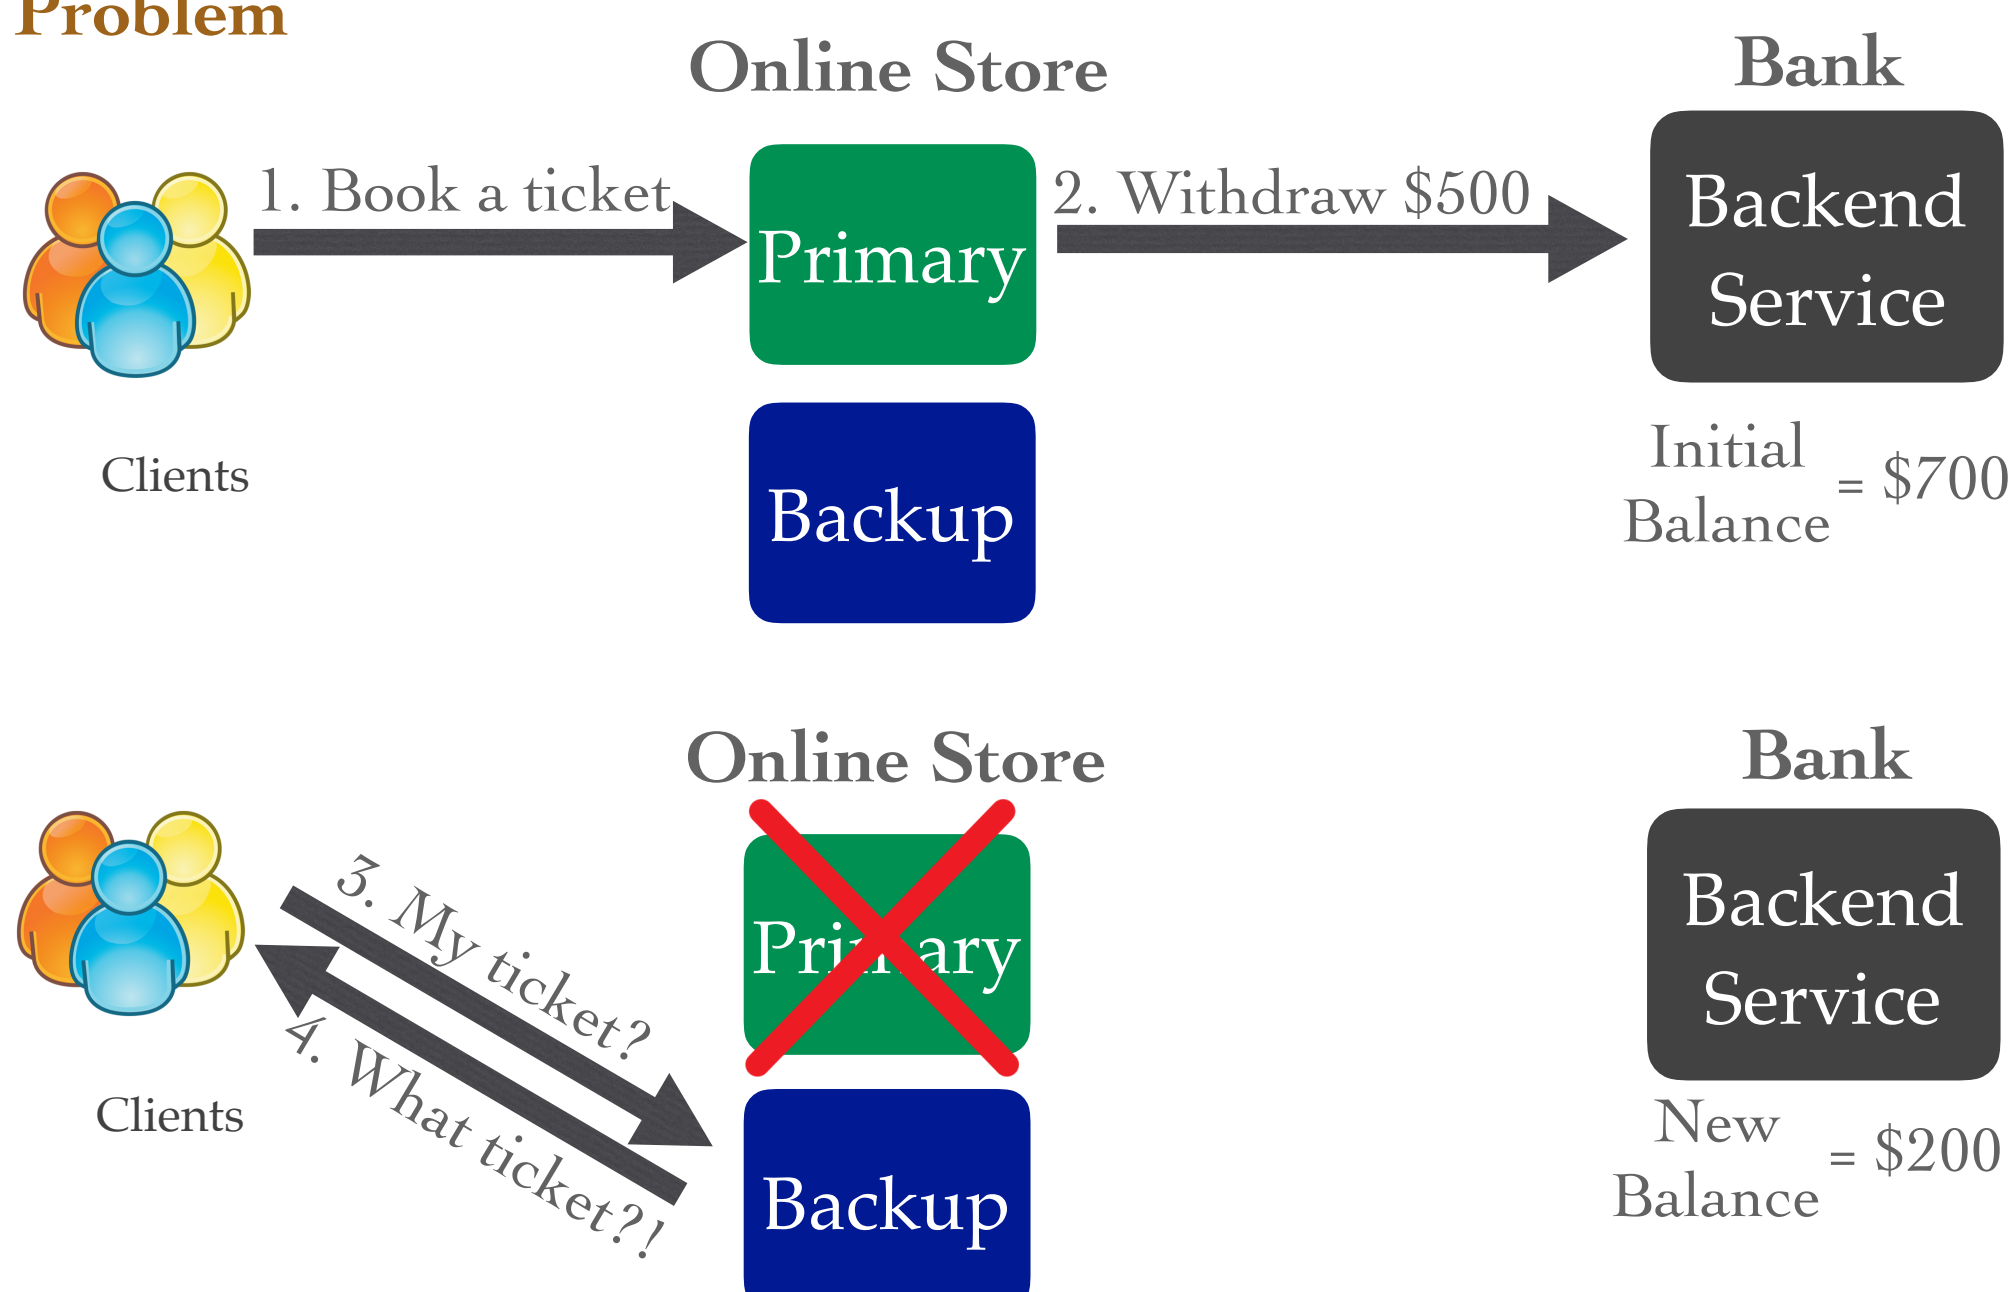 Problem
Online Store
Bank
1. Book a ticket
2. Withdraw $500
Primary
Backend
Service
Backup
Clients
Initial
Balance
= $700
Online Store
Bank
3. My ticket?
4. What ticket?!
Primary
Backend
Service
Clients
Backup
New
Balance
= $200